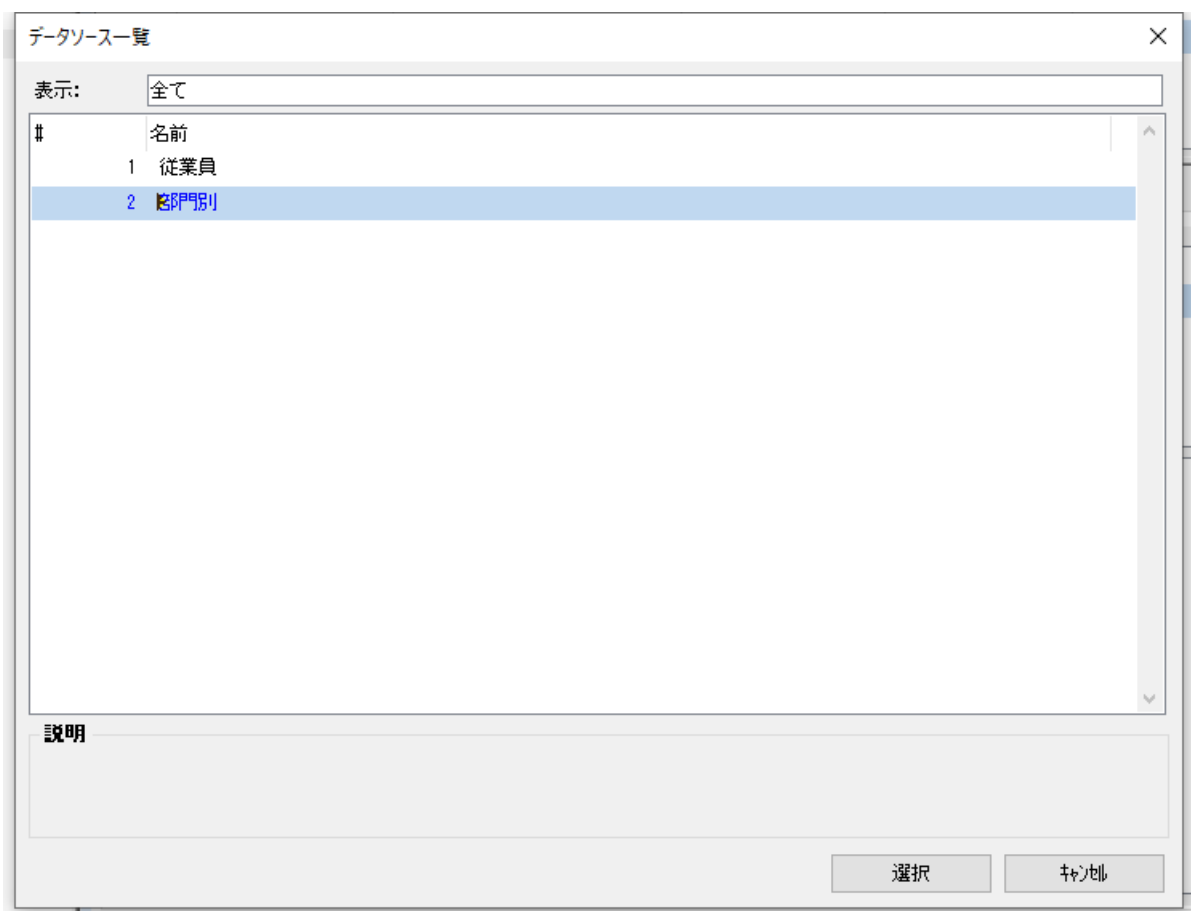 データソース一覧
表示: 全て
# 名前
1 従業員
2 部門別
説明
選択 ｷｬﾝｾﾙ